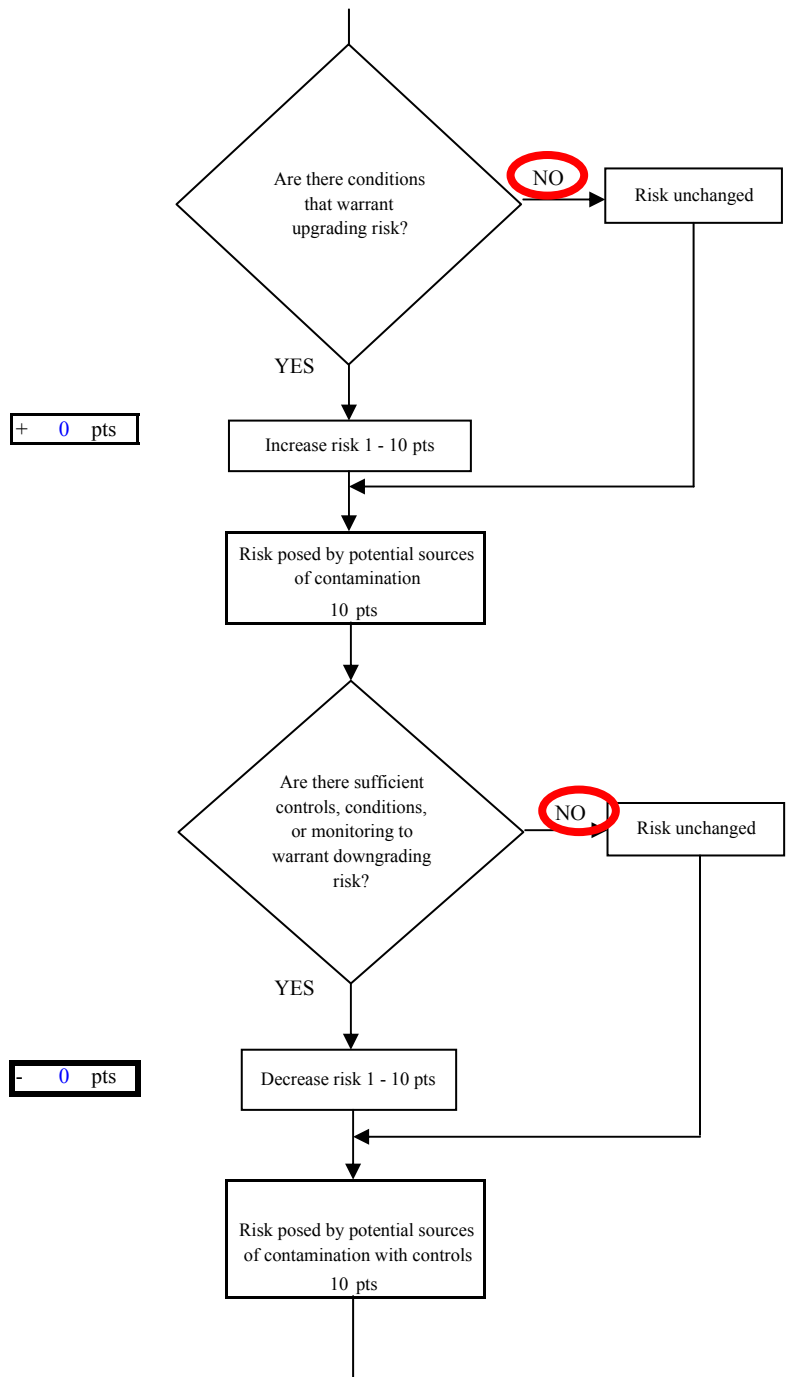 Are there conditions
that warrant
upgrading risk?
NO
Risk unchanged
YES
+ 0 pts
Increase risk 1 - 10 pts
Risk posed by potential sources
of contamination
10 pts
Are there sufficient
controls, conditions,
or monitoring to
warrant downgrading
risk?
NO
Risk unchanged
YES
- 0 pts
Decrease risk 1 - 10 pts
Risk posed by potential sources
of contamination with controls
10 pts